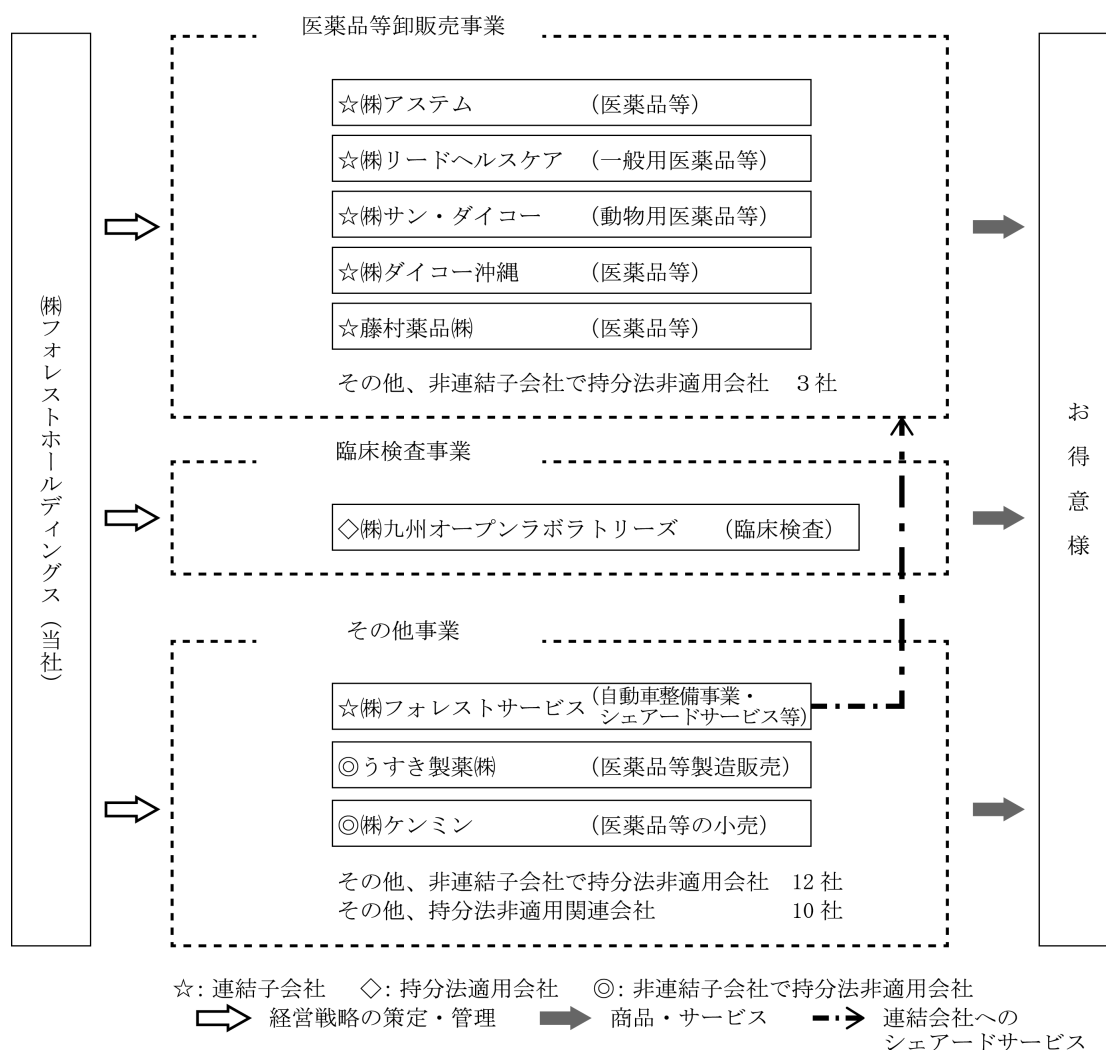 ㈱フォレストホールディングス(当社)
医薬品等卸販売事業
☆㈱アステム (医薬品等)
☆㈱リードヘルスケア (一般用医薬品等)
☆㈱サン・ダイコー (動物用医薬品等)
☆㈱ダイコー沖縄 (医薬品等)
☆藤村薬品㈱ (医薬品等)
その他、非連結子会社で持分法非適用会社 3社
臨床検査事業
◇㈱九州オープンラボラトリーズ (臨床検査)
その他事業
☆㈱フォレストサービス (自動車整備事業・
シェアードサービス等)
◎うすき製薬㈱ (医薬品等製造販売)
◎㈱ケンミン (医薬品等の小売)
その他、非連結子会社で持分法非適用会社 12社
その他、持分法非適用関連会社 10社
お得意様
☆:連結子会社 ◇:持分法適用会社 ◎:非連結子会社で持分法非適用会社
経営戦略の策定・管理 商品・サービス 連結会社への
シェアードサービス